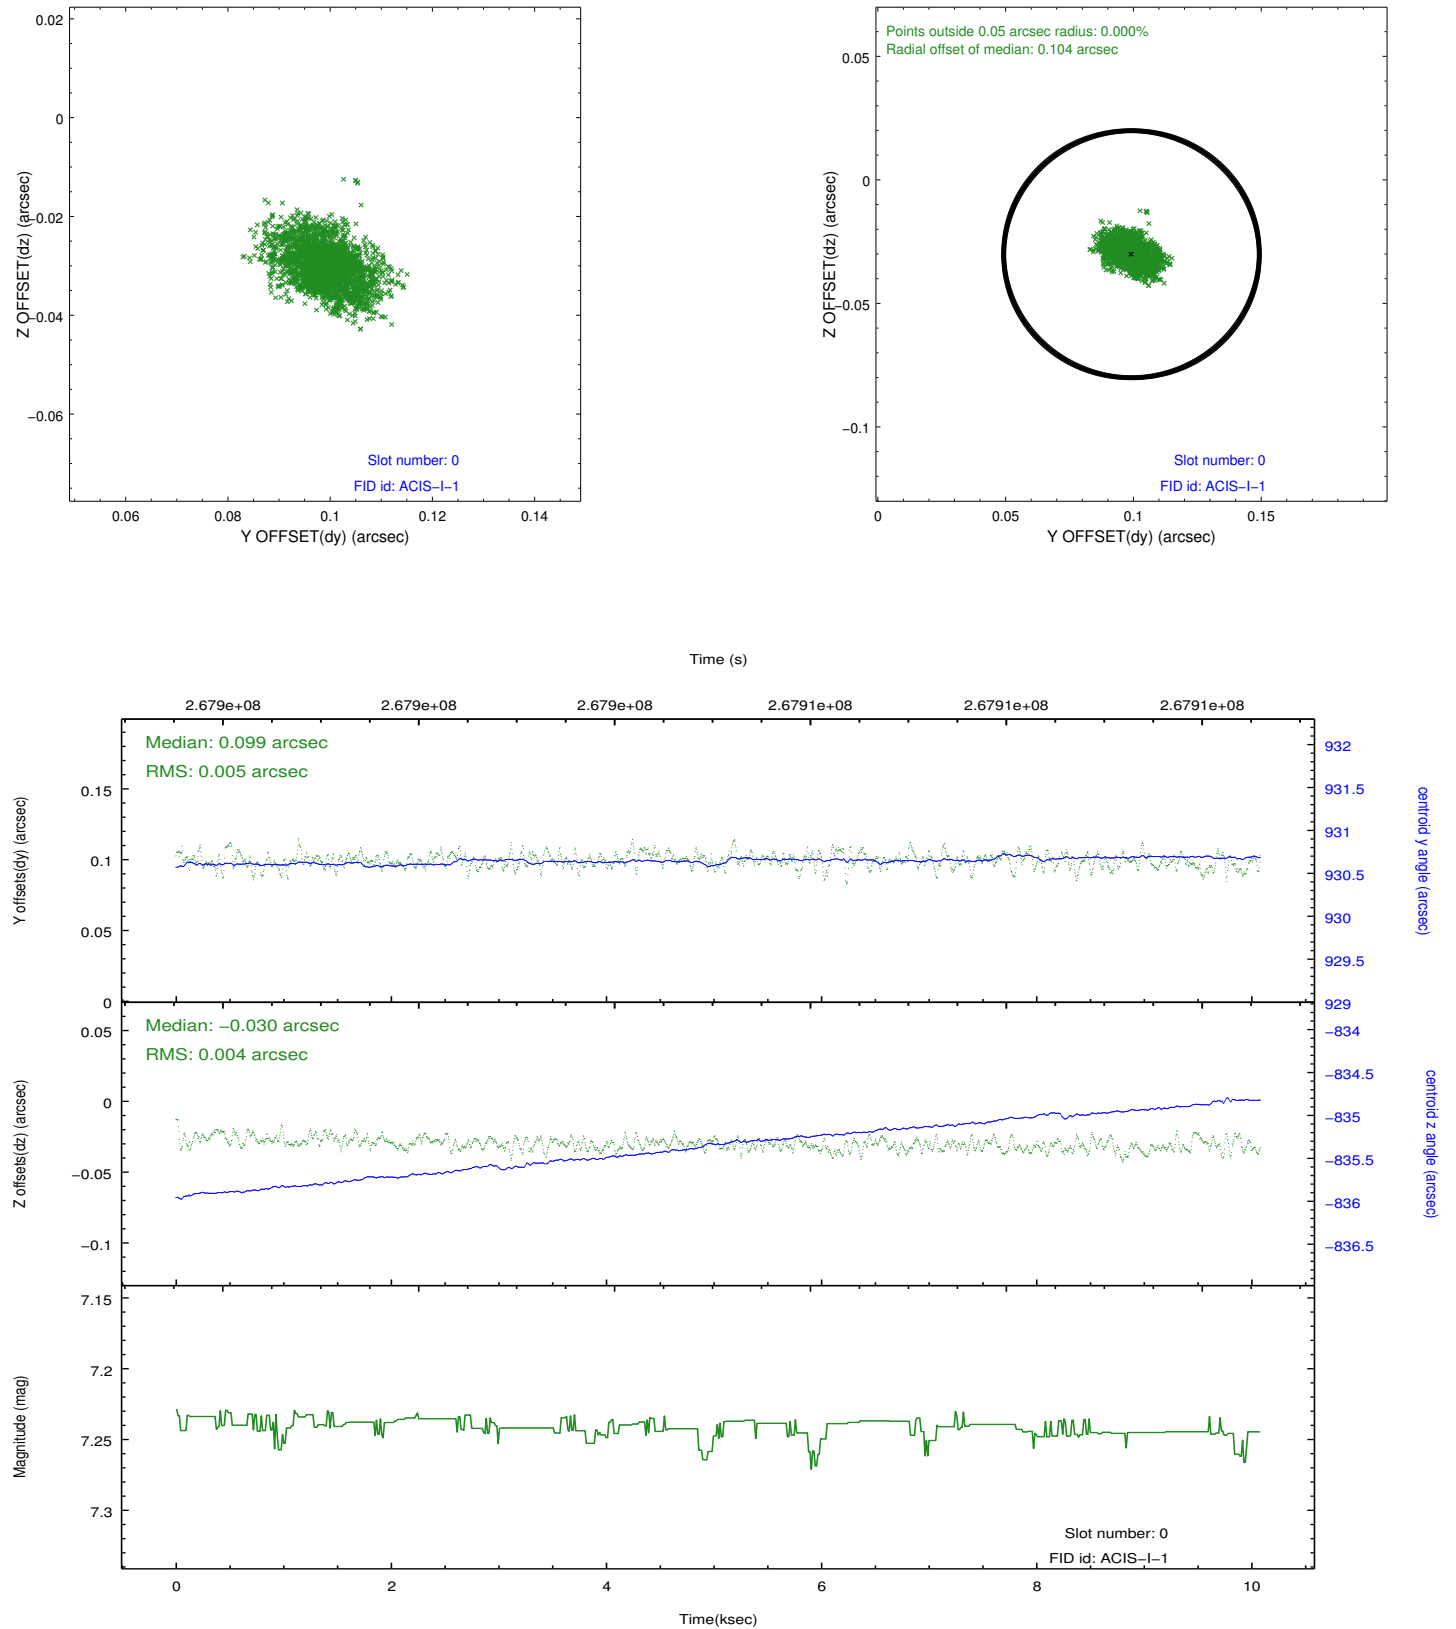 0.02
0
−0.02
−0.04
−0.06
Z OFFSET(dz) (arcsec)
Slot number: 0
FID id: ACIS−I−1
0.06 0.08 0.1 0.12 0.14
Y OFFSET(dy) (arcsec)
Points outside 0.05 arcsec radius: 0.000%
Radial offset of median: 0.104 arcsec
0.05
0
−0.05
−0.1
Z OFFSET(dz) (arcsec)
Slot number: 0
FID id: ACIS−I−1
0 0.05 0.1 0.15
Y OFFSET(dy) (arcsec)
Time (s)
2.679e+08 2.679e+08 2.679e+08 2.6791e+08 2.6791e+08 2.6791e+08
Median: 0.099 arcsec
RMS: 0.005 arcsec
0.15
0.1
0.05
0
Y offsets(dy) (arcsec)
932
931.5
931
930.5
930
929.5
929
centroid y angle (arcsec)
Median: −0.030 arcsec
RMS: 0.004 arcsec
0.05
0
−0.05
−0.1
Z offsets(dz) (arcsec)
−834
−834.5
−835
−835.5
−836
−836.5
centroid z angle (arcsec)
7.15
7.2
7.25
7.3
Magnitude (mag)
Slot number: 0
FID id: ACIS−I−1
0 2 4 6 8 10
Time(ksec)